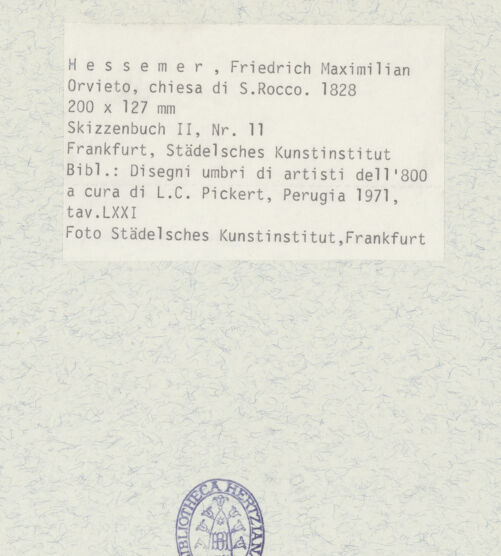 H e s s e m e r , Friedrich Maximilian
Orvieto, chiesa di S.Rocco. 1828
200 x 127 mm
Skizzenbuch II, Nr. 11
Frankfurt, Städelsches Kunstinstitut
Bibl.: Disegni umbri di artisti dell'800
a cura di L.C. Pickert, Perugia 1971,
tav.LXXI
Foto Städelsches Kunstinstitut,Frankfurt
BIBLIOTHECA HERTZIANA